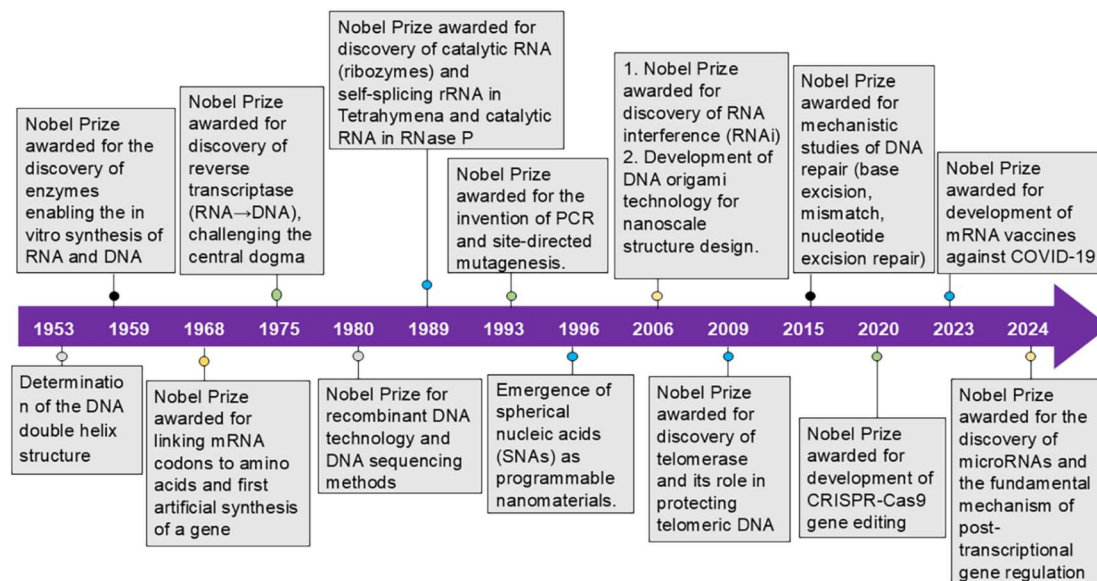 Nobel Prize
awarded for the
discovery of
enzymes
enabling the in
vitro synthesis of
RNA and DNA
Nobel Prize
awarded for
discovery of
reverse
transcriptase
(RNA→DNA),
challenging the
central dogma
Nobel Prize awarded for
discovery of catalytic RNA
(ribozymes) and
self-splicing rRNA in
Tetrahymena and catalytic
RNA in RNase P
Nobel Prize
awarded for the
invention of PCR
and site-directed
mutagenesis.
1. Nobel Prize
awarded for
discovery of RNA
interference (RNAi)
2. Development of
DNA origami
technology for
nanoscale
structure design.
Nobel Prize
awarded for
mechanistic
studies of DNA
repair (base
excision,
mismatch,
nucleotide
excision repair)
Nobel Prize
awarded for
development of
mRNA vaccines
against COVID-19
1953 1959 1968 1975 1980 1989 1993 1996 2006 2009 2015 2020 2023 2024
Determinatio
n of the DNA
double helix
structure
Nobel Prize
awarded for
linking mRNA
codons to amino
acids and first
artificial synthesis
of a gene
Nobel Prize for
recombinant DNA
technology and
DNA sequencing
methods
Emergence of
spherical
nucleic acids
(SNAs) as
programmable
nanomaterials.
Nobel Prize
awarded for
discovery of
telomerase
and its role in
protecting
telomeric DNA
Nobel Prize
awarded for
development of
CRISPR-Cas9
gene editing
Nobel Prize
awarded for the
discovery of
microRNAs and
the fundamental
mechanism of
post-
transcriptional
gene regulation